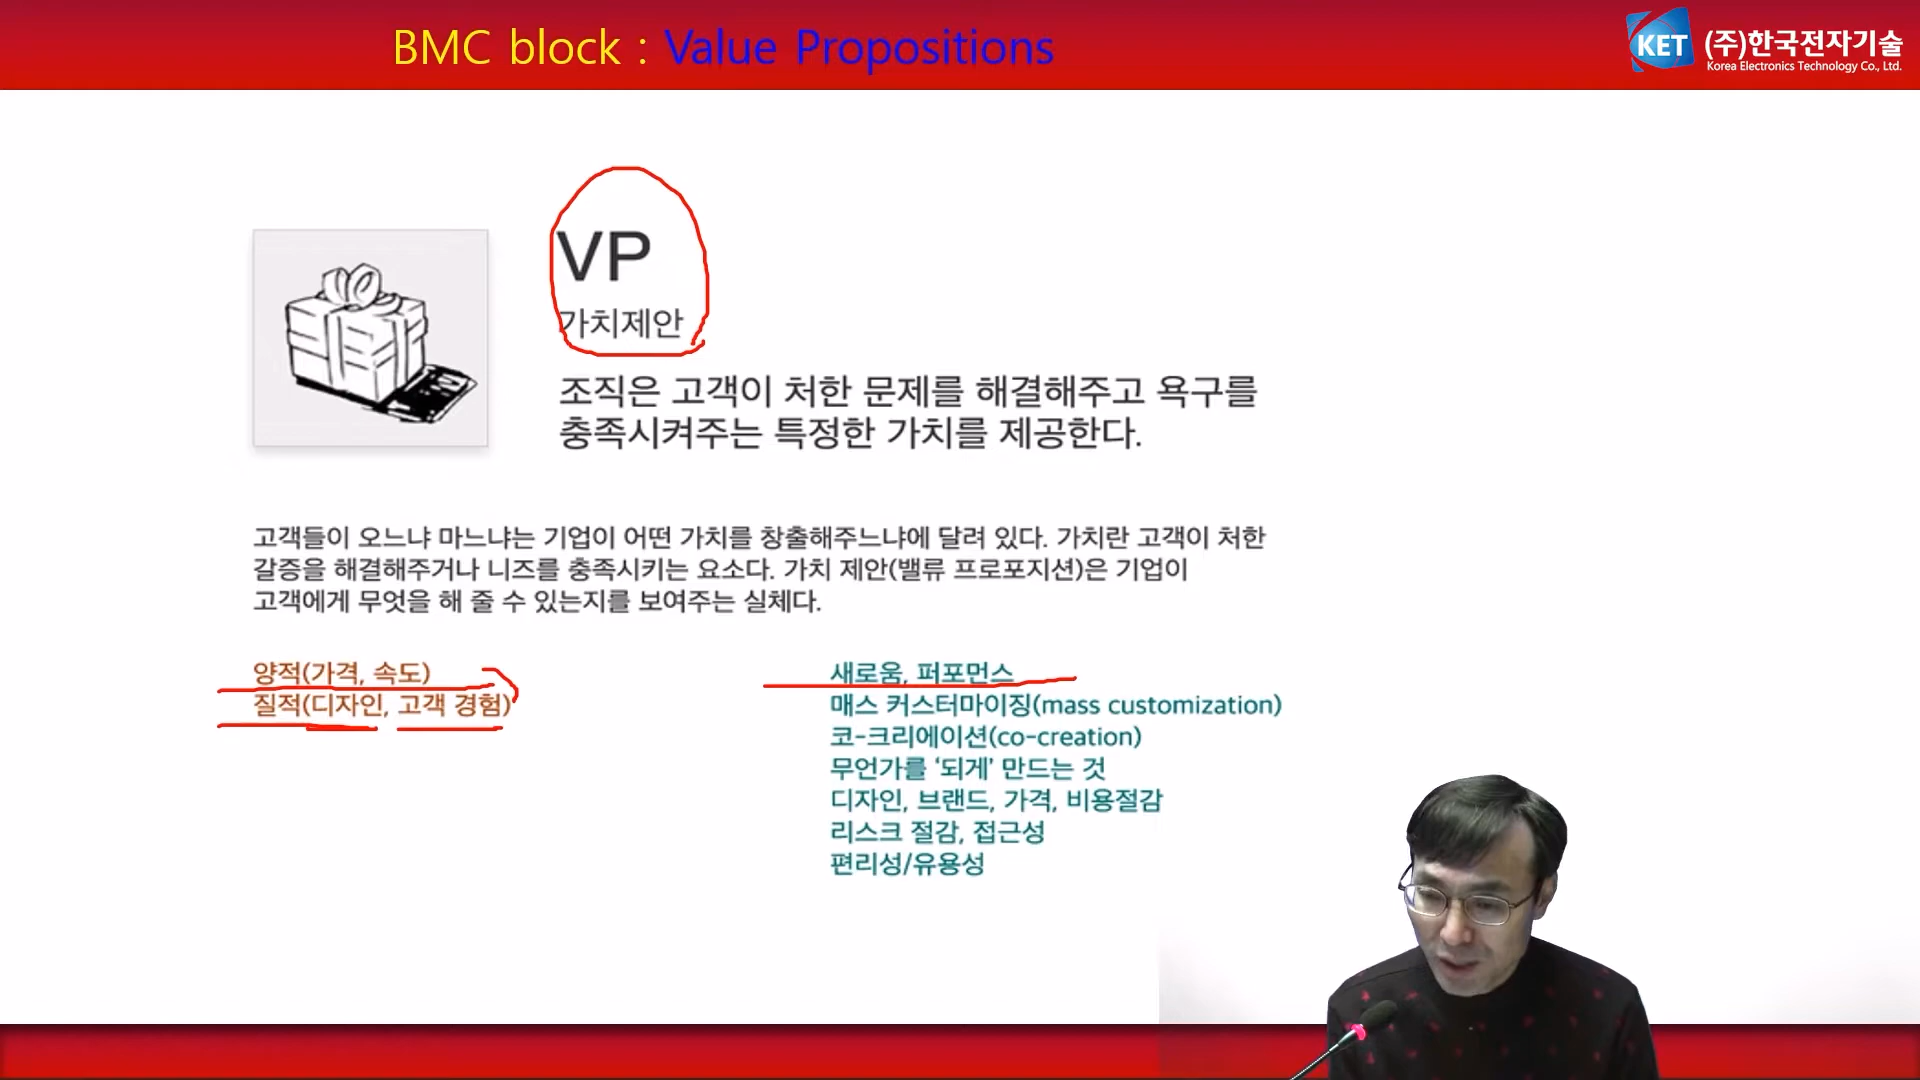 BMC block : Value Propositions
KET (주)한국전자기술
Korea Electronics Technology Co., Ltd.
VP
가치제안
조직은 고객이 처한 문제를 해결해주고 욕구를
충족시켜주는 특정한 가치를 제공한다.
고객들이 오느냐 마느냐는 기업이 어떤 가치를 창출해주느냐에 달려 있다. 가치란 고객이 처한
갈증을 해결해주거나 니즈를 충족시키는 요소다. 가치 제안(밸류 프로포지션)은 기업이
고객에게 무엇을 해 줄 수 있는지를 보여주는 실체다.
양적(가격, 속도)
질적(디자인, 고객 경험)
새로움, 퍼포먼스
매스 커스터마이징(mass customization)
코-크리에이션(co-creation)
무언가를 ‘되게’ 만드는 것
디자인, 브랜드, 가격, 비용절감
리스크 절감, 접근성
편리성/유용성